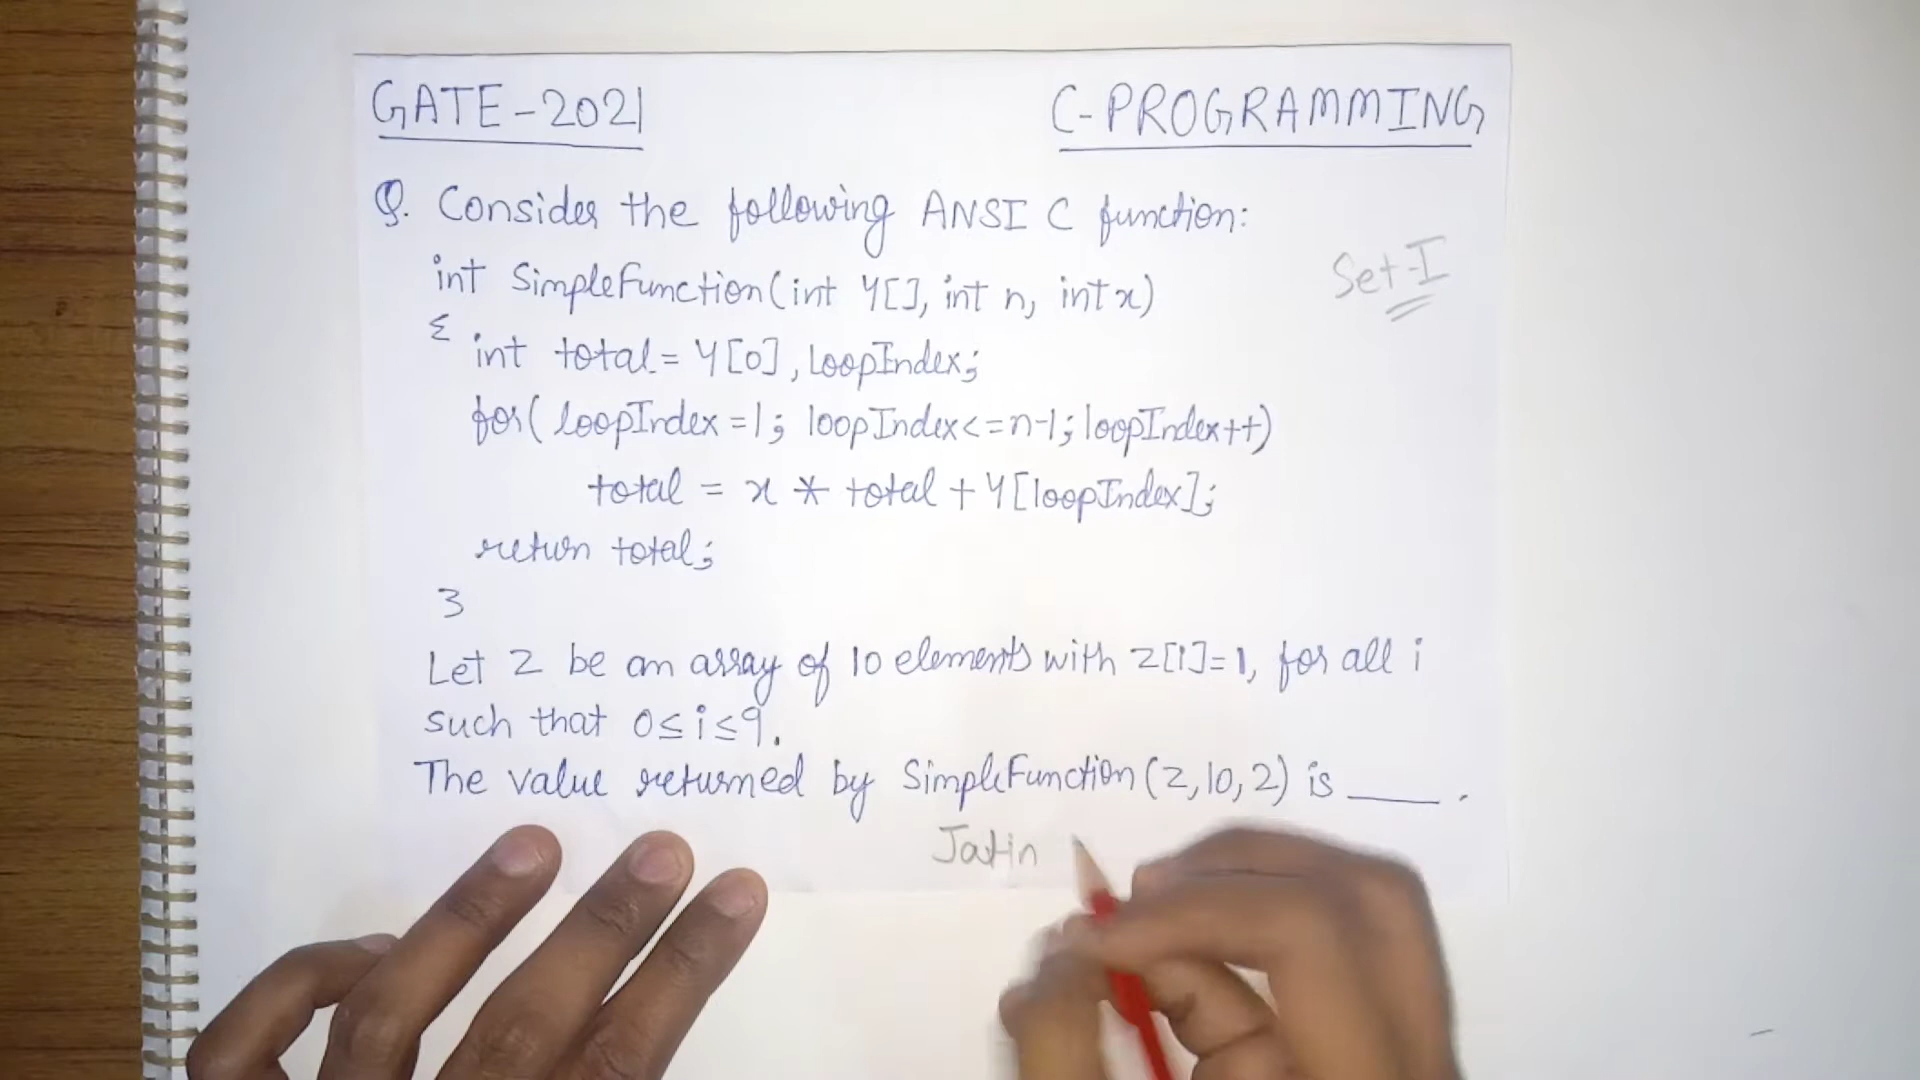 GATE-2021 C-PROGRAMMING
Q. Consider the following ANSI C function:
Set-I
int SimpleFunction(int Y[], int n, int x)
{
int total = Y[0], loopIndex;
for( loopIndex =1; loopIndex<=n-1; loopIndex++)
total = x * total + Y[loopIndex];
return total;
}
Let Z be an array of 10 elements with Z[i]=1, for all i
such that 0≤i≤9.
The value returned by SimpleFunction(Z,10,2) is ____.
Jatin